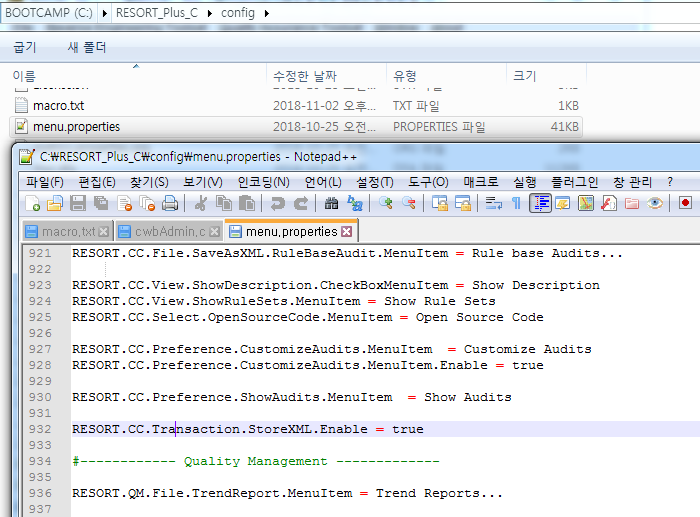 BOOTCAMP (C:) ▸ RESORT_Plus_C ▸ config ▸
굽기 새 폴더
이름 수정한 날짜 유형 크기
macro.txt 2018-11-02 오후... TXT 파일 1KB
menu.properties 2018-10-25 오전... PROPERTIES 파일 41KB
C:₩RESORT_Plus_C₩config₩menu.properties - Notepad++
파일(F) 편집(E) 찾기(S) 보기(V) 인코딩(N) 언어(L) 설정(T) 도구(O) 매크로 실행 플러그인 창 관리 ?
macro.txt cwbAdmin.c menu.properties
921 RESORT.CC.File.SaveAsXML.RuleBaseAudit.MenuItem = Rule base Audits...
922
923 RESORT.CC.View.ShowDescription.CheckBoxMenuItem = Show Description
924 RESORT.CC.View.ShowRuleSets.MenuItem = Show Rule Sets
925 RESORT.CC.Select.OpenSourceCode.MenuItem = Open Source Code
926
927 RESORT.CC.Preference.CustomizeAudits.MenuItem = Customize Audits
928 RESORT.CC.Preference.CustomizeAudits.MenuItem.Enable = true
929
930 RESORT.CC.Preference.ShowAudits.MenuItem = Show Audits
931
932 RESORT.CC.Transaction.StoreXML.Enable = true
933
934 #------------ Quality Management -------------
935
936 RESORT.QM.File.TrendReport.MenuItem = Trend Reports...
937